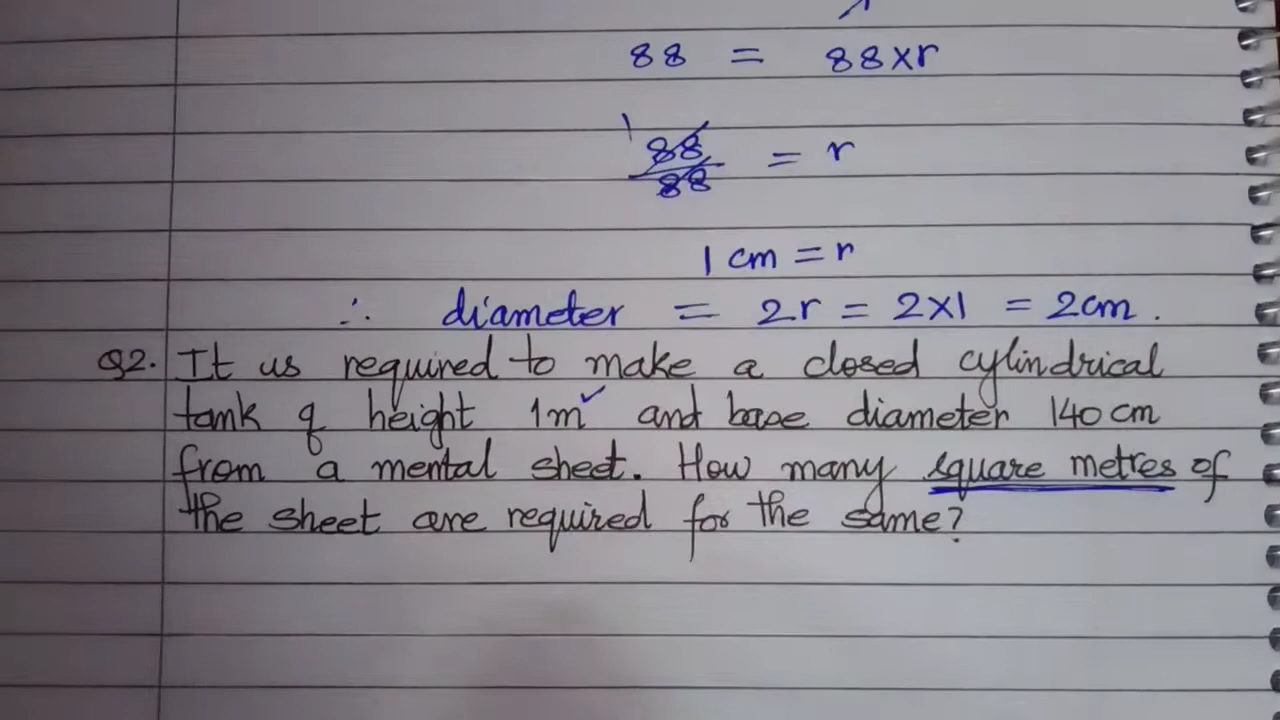 88 = 88×r
1
88/88 = r
1 cm = r
∴ diameter = 2r = 2×1 = 2cm.
Q2. It us required to make a closed cylindrical
tank of height 1m✓ and base diameter 140 cm
from a mental sheet. How many square metres of
the sheet are required for the same?